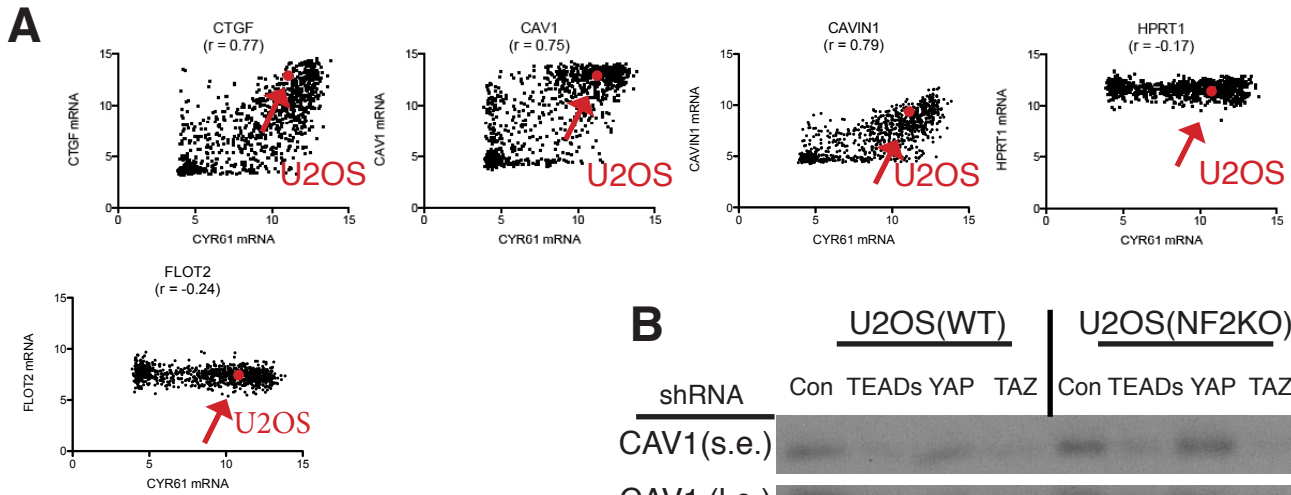 A
CTGF
(r = 0.77)
15
10
5
0
0 5 10 15
CTGF mRNA
CYR61 mRNA
U2OS
CAV1
(r = 0.75)
15
10
5
0
0 5 10 15
CAV1 mRNA
CYR61 mRNA
U2OS
CAVIN1
(r = 0.79)
15
10
5
0
0 5 10 15
CAVIN1 mRNA
CYR61 mRNA
U2OS
HPRT1
(r = -0.17)
15
10
5
0
0 5 10 15
HPRT1 mRNA
CYR61 mRNA
U2OS
FLOT2
(r = -0.24)
15
10
5
0
0 5 10 15
FLOT2 mRNA
CYR61 mRNA
U2OS
B
U2OS(WT) U2OS(NF2KO)
shRNA Con TEADs YAP TAZ Con TEADs YAP TAZ
CAV1(s.e.)